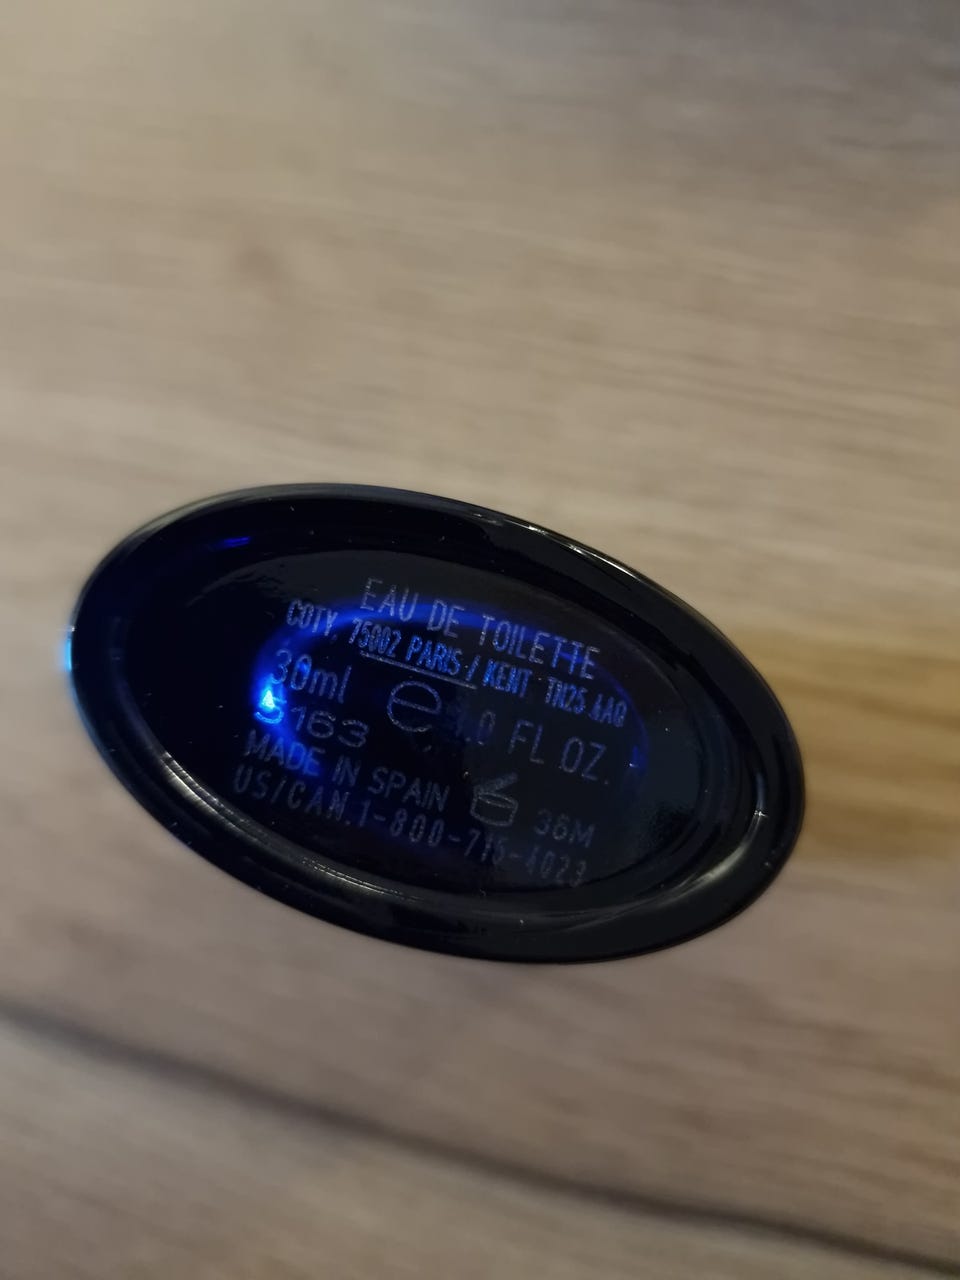 EAU DE TOILETTE
COTY, 75002 PARIS / KENT TN25 4AQ
30ml e 1.0 FL OZ.
5163
MADE IN SPAIN 36M
US/CAN.1-800-715-4023